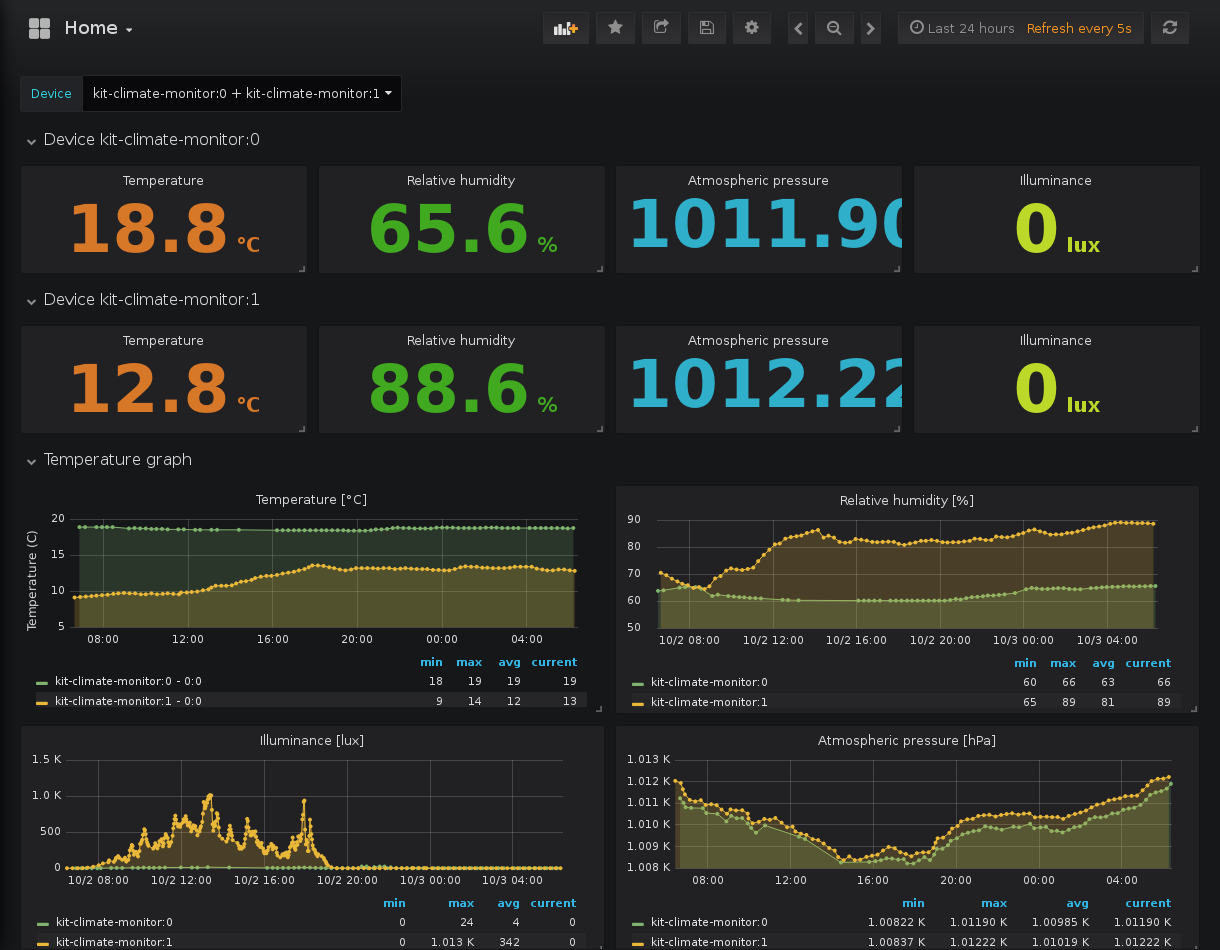 Home
Last 24 hours Refresh every 5s
Device kit-climate-monitor:0 + kit-climate-monitor:1
Device kit-climate-monitor:0
Temperature Relative humidity Atmospheric pressure Illuminance
18.8 °C 65.6 % 1011.90 0 lux
Device kit-climate-monitor:1
Temperature Relative humidity Atmospheric pressure Illuminance
12.8 °C 88.6 % 1012.22 0 lux
Temperature graph
Temperature [°C]
Temperature (C)
20
15
10
5
08:00 12:00 16:00 20:00 00:00 04:00
min max avg current
kit-climate-monitor:0 - 0:0 18 19 19 19
kit-climate-monitor:1 - 0:0 9 14 12 13
Relative humidity [%]
90
80
70
60
50
10/2 08:00 10/2 12:00 10/2 16:00 10/2 20:00 10/3 00:00 10/3 04:00
min max avg current
kit-climate-monitor:0 60 66 63 66
kit-climate-monitor:1 65 89 81 89
Illuminance [lux]
1.5 K
1.0 K
500
0
10/2 08:00 10/2 12:00 10/2 16:00 10/2 20:00 10/3 00:00 10/3 04:00
min max avg current
kit-climate-monitor:0 0 24 4 0
kit-climate-monitor:1 0 1.013 K 342 0
Atmospheric pressure [hPa]
1.013 K
1.012 K
1.011 K
1.010 K
1.009 K
1.008 K
08:00 12:00 16:00 20:00 00:00 04:00
min max avg current
kit-climate-monitor:0 1.00822 K 1.01190 K 1.00985 K 1.01190 K
kit-climate-monitor:1 1.00837 K 1.01222 K 1.01019 K 1.01222 K